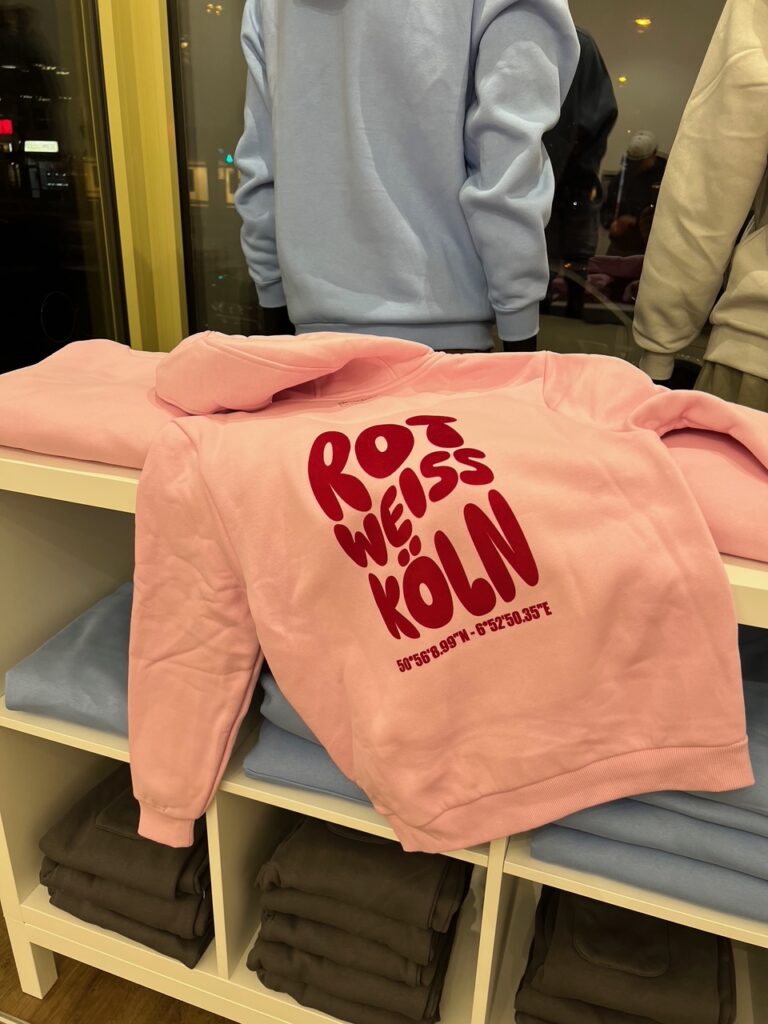 ROT
WEISS
KÖLN
50°56'8.99"N - 6°52'50.35"E